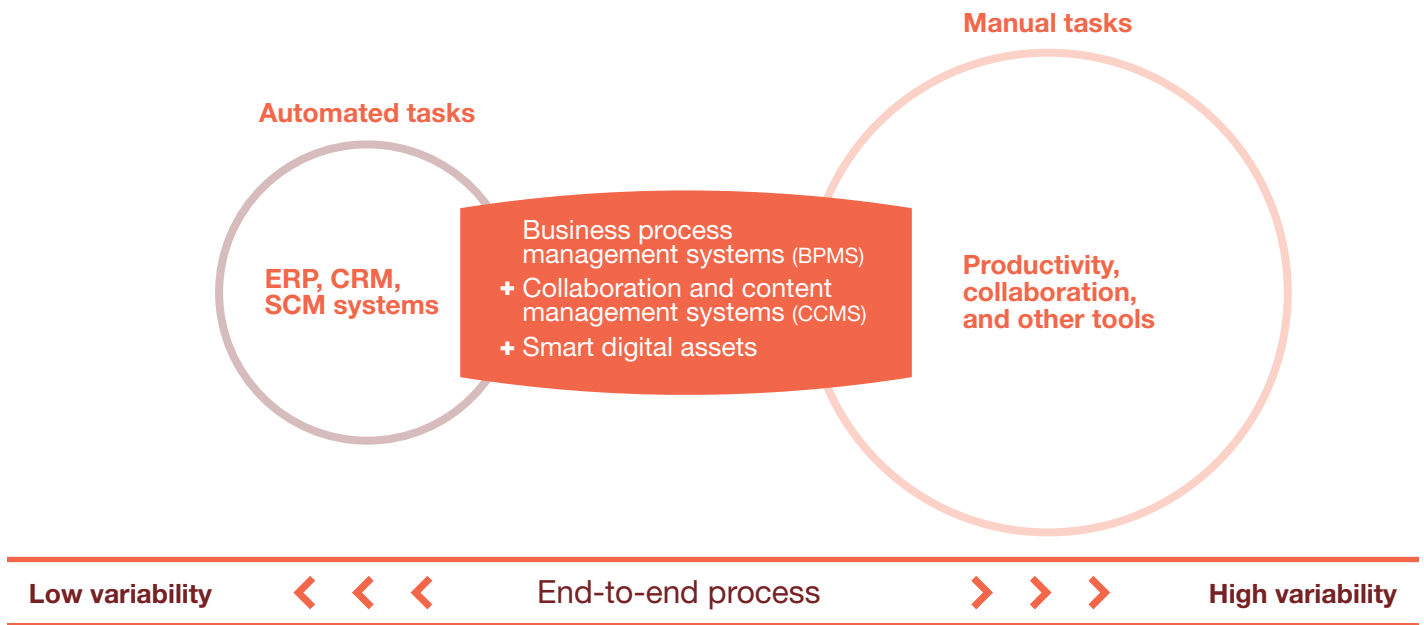 Manual tasks
Automated tasks
Business process
management systems (BPMS)
+ Collaboration and content
management systems (CCMS)
+ Smart digital assets
ERP, CRM,
SCM systems
Productivity,
collaboration,
and other tools
Low variability
End-to-end process
High variability